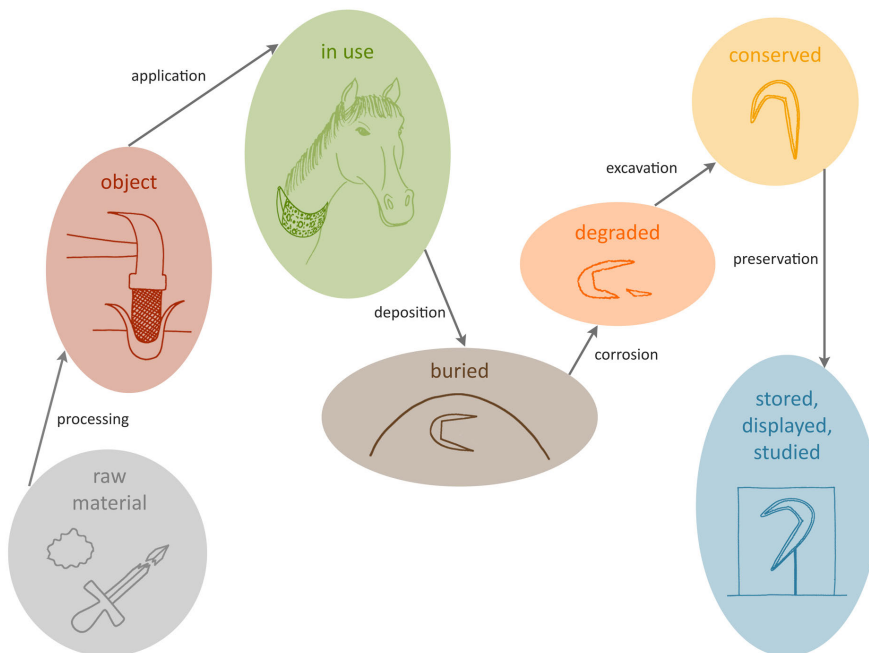 in use
application
conserved
object
excavation
degraded
preservation
deposition
buried
corrosion
processing
stored,
displayed,
studied
raw
material